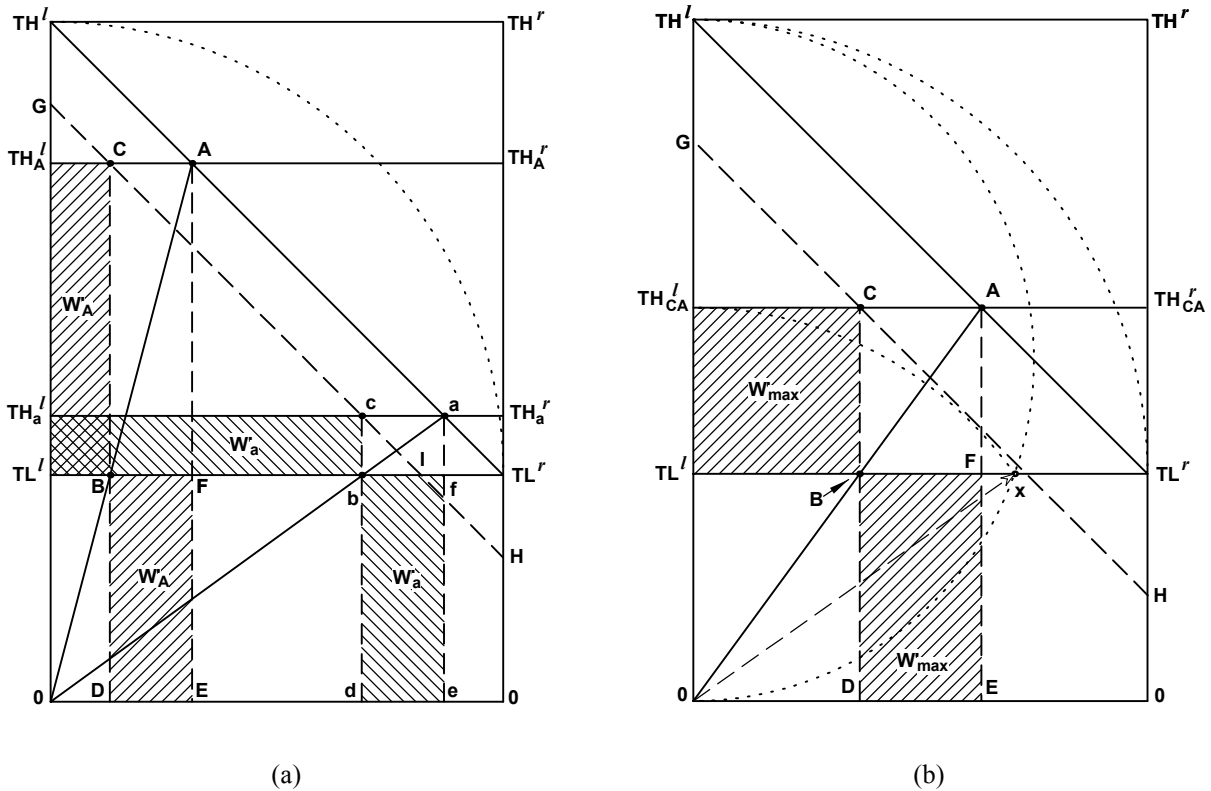 TH^l TH^r
G
C A
TH_A^l TH_A^r
W'_A
TH_a^l c a TH_a^r
W'_a
TL^l B F b I f TL^r
H
W'_A W'_a
0 D E d e 0
(a)
TH^l TH^r
G
C A
TH_CA^l TH_CA^r
W'_max
TL^l F TL^r
B x
H
W'_max
0 D E 0
(b)